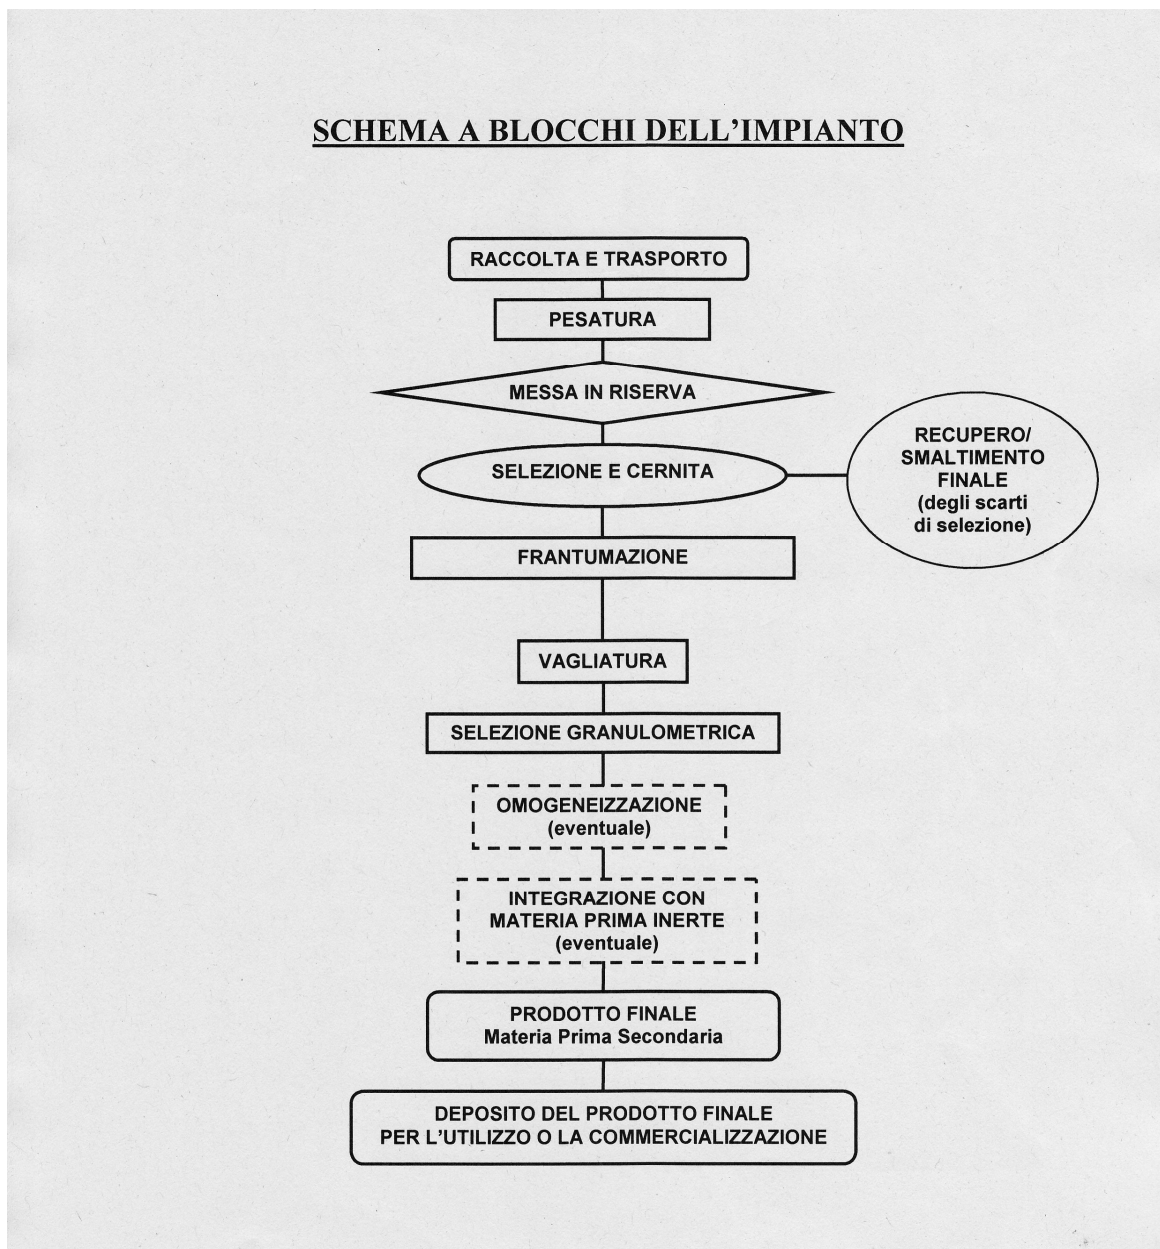 SCHEMA A BLOCCHI DELL’IMPIANTO
RACCOLTA E TRASPORTO
PESATURA
MESSA IN RISERVA
SELEZIONE E CERNITA
RECUPERO/
SMALTIMENTO
FINALE
(degli scarti
di selezione)
FRANTUMAZIONE
VAGLIATURA
SELEZIONE GRANULOMETRICA
OMOGENEIZZAZIONE
(eventuale)
INTEGRAZIONE CON
MATERIA PRIMA INERTE
(eventuale)
PRODOTTO FINALE
Materia Prima Secondaria
DEPOSITO DEL PRODOTTO FINALE
PER L’UTILIZZO O LA COMMERCIALIZZAZIONE